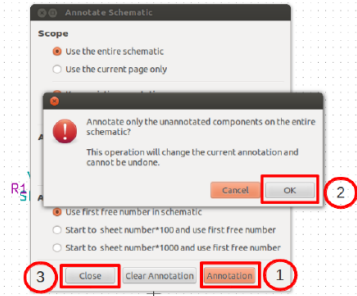 Annotate Schematic
Scope
Use the entire schematic
Use the current page only
Annotate only the unannotated components on the entire
schematic?
This operation will change the current annotation and
cannot be undone.
Cancel
OK
2
R1
Use first free number in schematic
Start to sheet number*100 and use first free number
Start to sheet number*1000 and use first free number
3
Close
Clear Annotation
Annotation
1